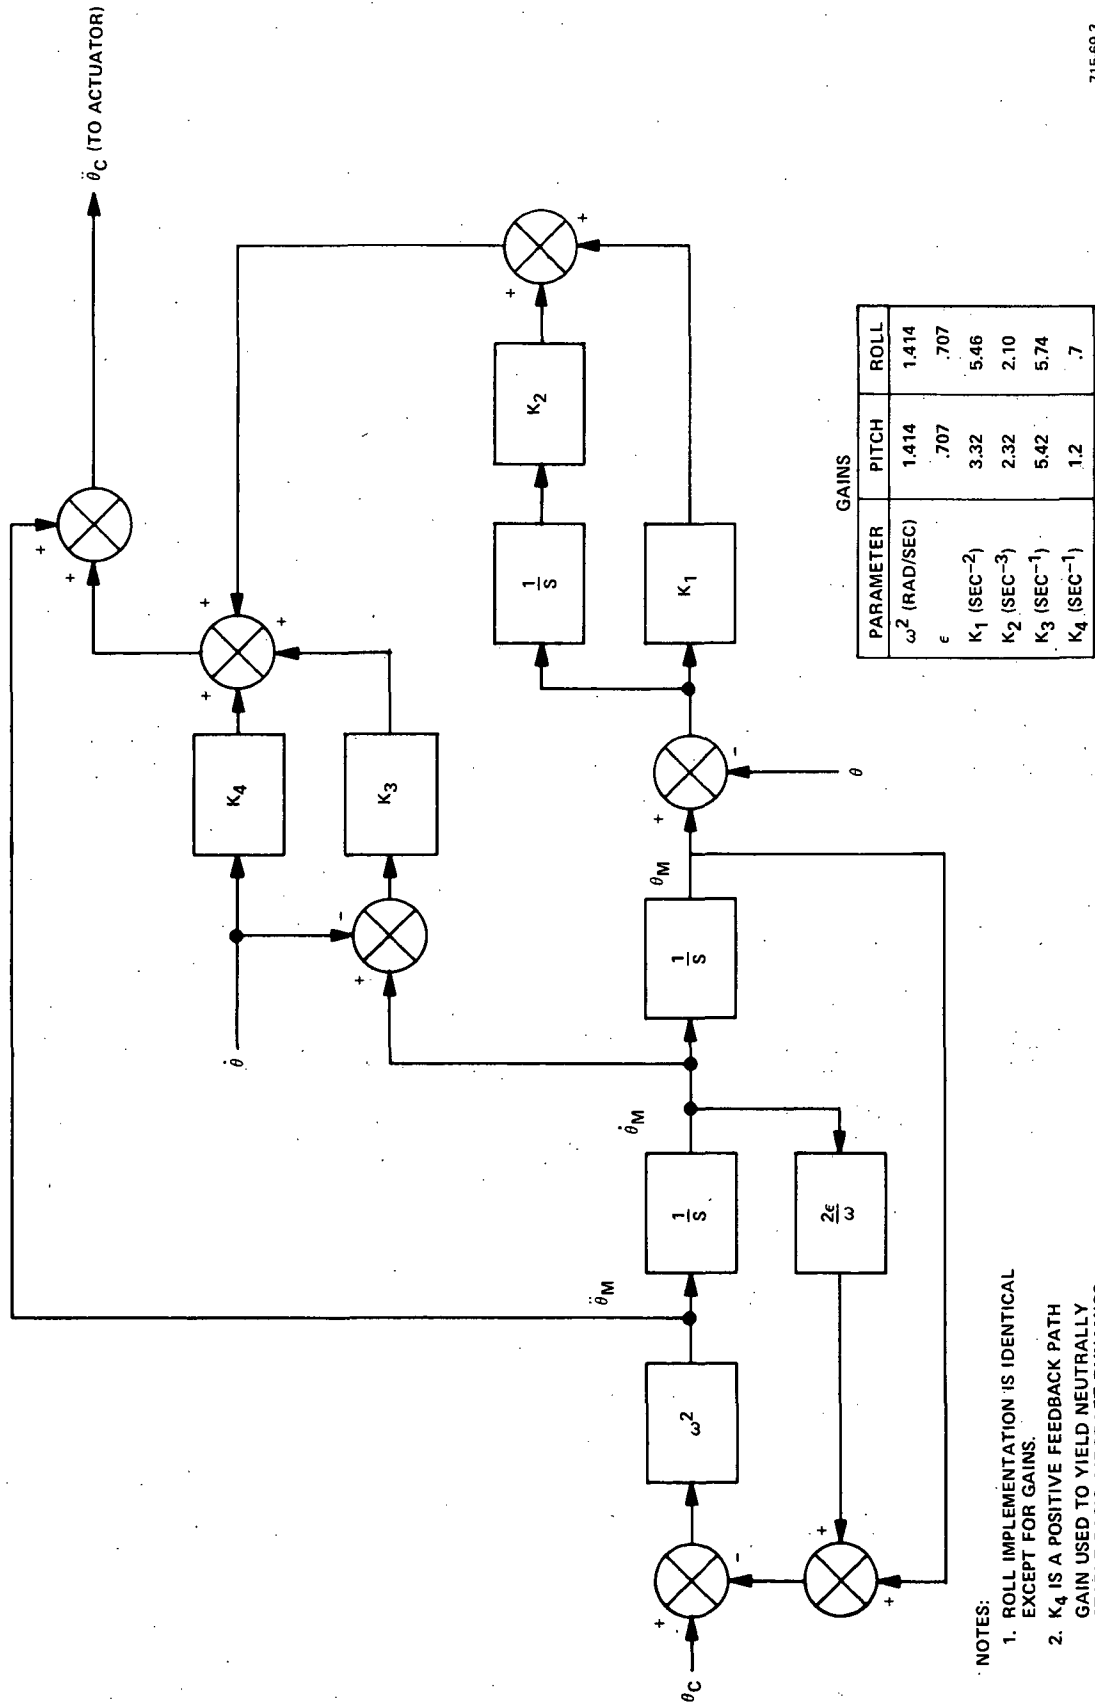 θ̈C (TO ACTUATOR)
+
+
+
+
+
K4
K3
θ̇
-
+
+
+
K2
1/S
K1
θ̈M
θ̇M
θM
+
-
θ
ω²
1/S
1/S
2ε/ω
θC
+
-
+
+
GAINS
PARAMETER PITCH ROLL
ω² (RAD/SEC) 1.414 1.414
ε .707 .707
K1 (SEC⁻²) 3.32 5.46
K2 (SEC⁻³) 2.32 2.10
K3 (SEC⁻¹) 5.42 5.74
K4 (SEC⁻¹) 1.2 .7
NOTES:
1. ROLL IMPLEMENTATION IS IDENTICAL
EXCEPT FOR GAINS.
2. K4 IS A POSITIVE FEEDBACK PATH
GAIN USED TO YIELD NEUTRALLY